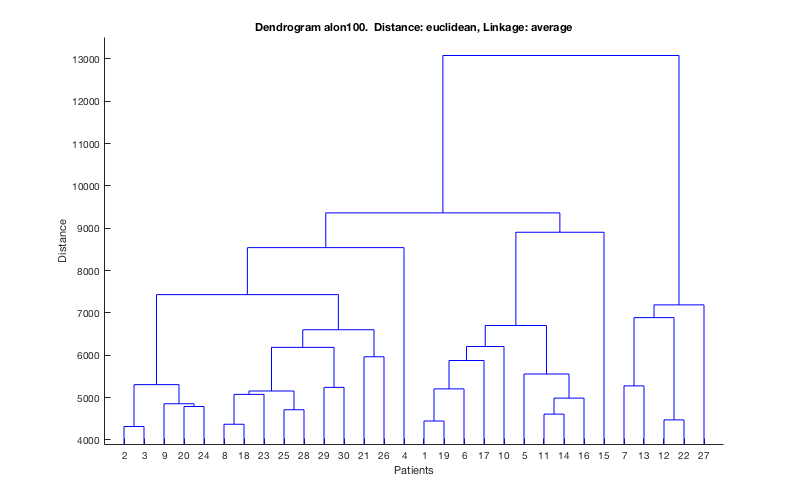 Dendrogram alon100. Distance: euclidean, Linkage: average
Distance
13000
12000
11000
10000
9000
8000
7000
6000
5000
4000
2 3 9 20 24 8 18 23 25 28 29 30 21 26 4 1 19 6 17 10 5 11 14 16 15 7 13 12 22 27
Patients